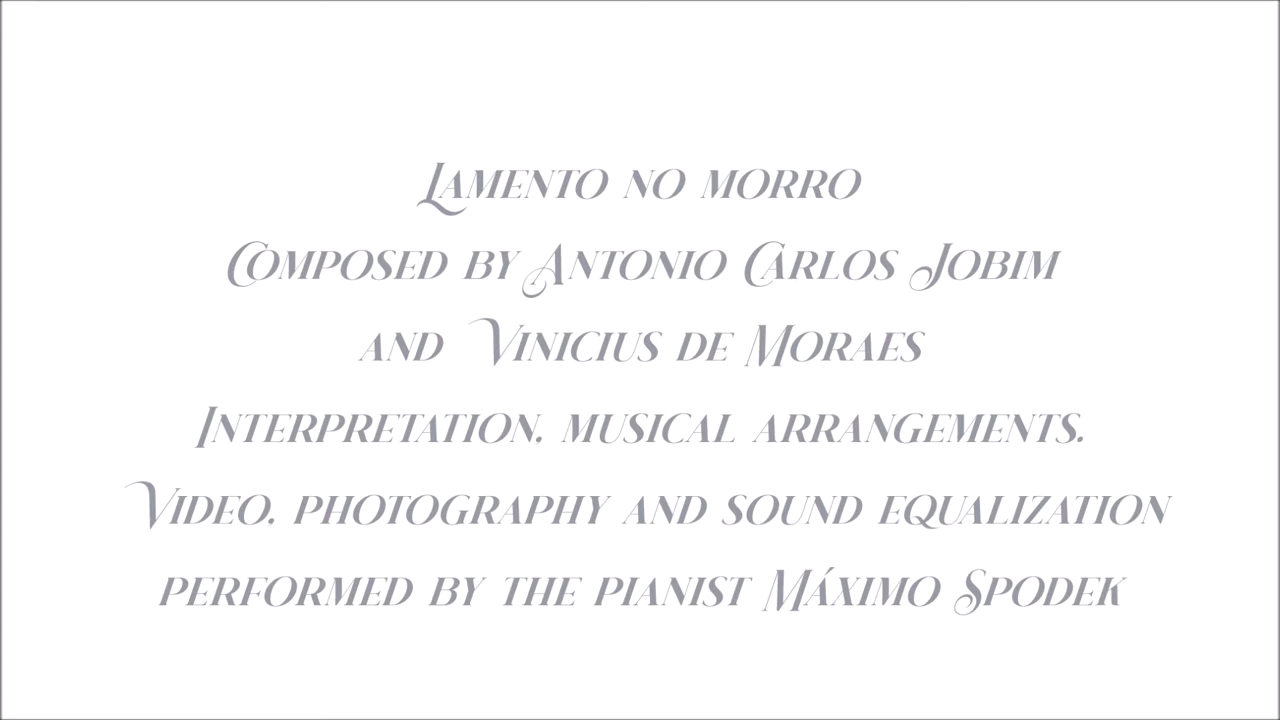 Lamento no morro
Composed by Antonio Carlos Jobim
and Vinicius de Moraes
Interpretation, musical arrangements,
Video, photography and sound equalization
performed by the pianist Máximo Spodek